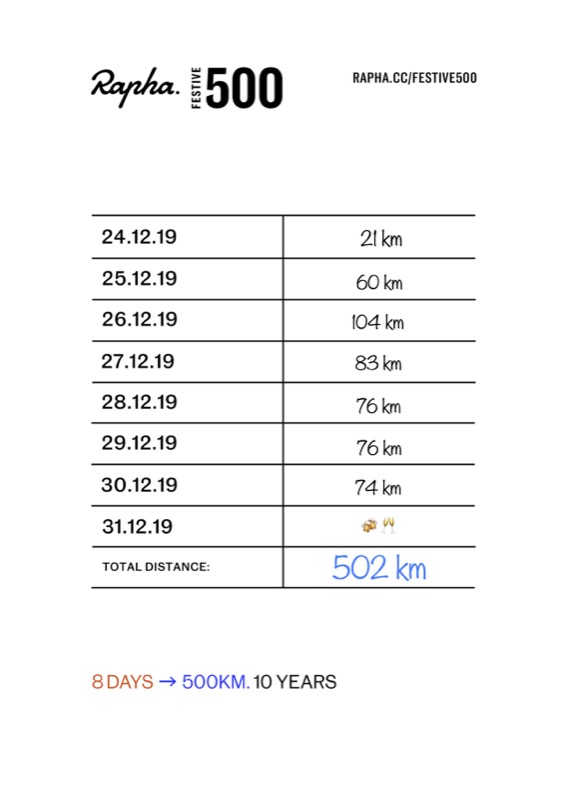 Rapha. FESTIVE 500
RAPHA.CC/FESTIVE500
24.12.19 21 km
25.12.19 60 km
26.12.19 104 km
27.12.19 83 km
28.12.19 76 km
29.12.19 76 km
30.12.19 74 km
31.12.19 🍻🥂
TOTAL DISTANCE: 502 km
8 DAYS → 500KM. 10 YEARS